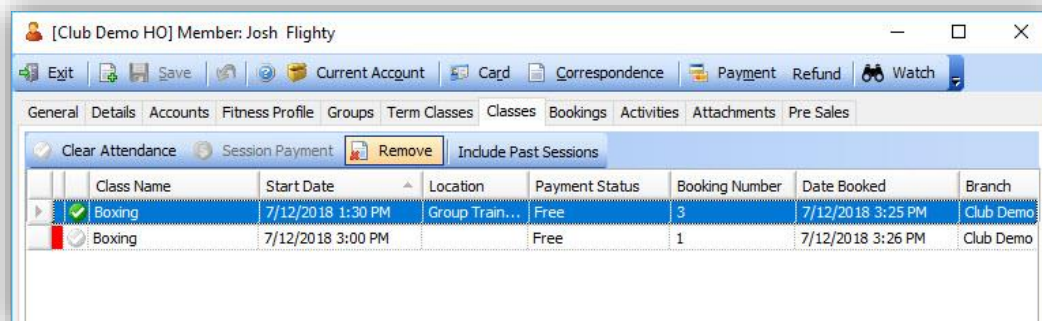 [Club Demo HO] Member: Josh Flighty
Exit Save Current Account Card Correspondence Payment Refund Watch
General Details Accounts Fitness Profile Groups Term Classes Classes Bookings Activities Attachments Pre Sales
Clear Attendance Session Payment Remove Include Past Sessions
Class Name Start Date Location Payment Status Booking Number Date Booked Branch
Boxing 7/12/2018 1:30 PM Group Train... Free 3 7/12/2018 3:25 PM Club Demo
Boxing 7/12/2018 3:00 PM Free 1 7/12/2018 3:26 PM Club Demo